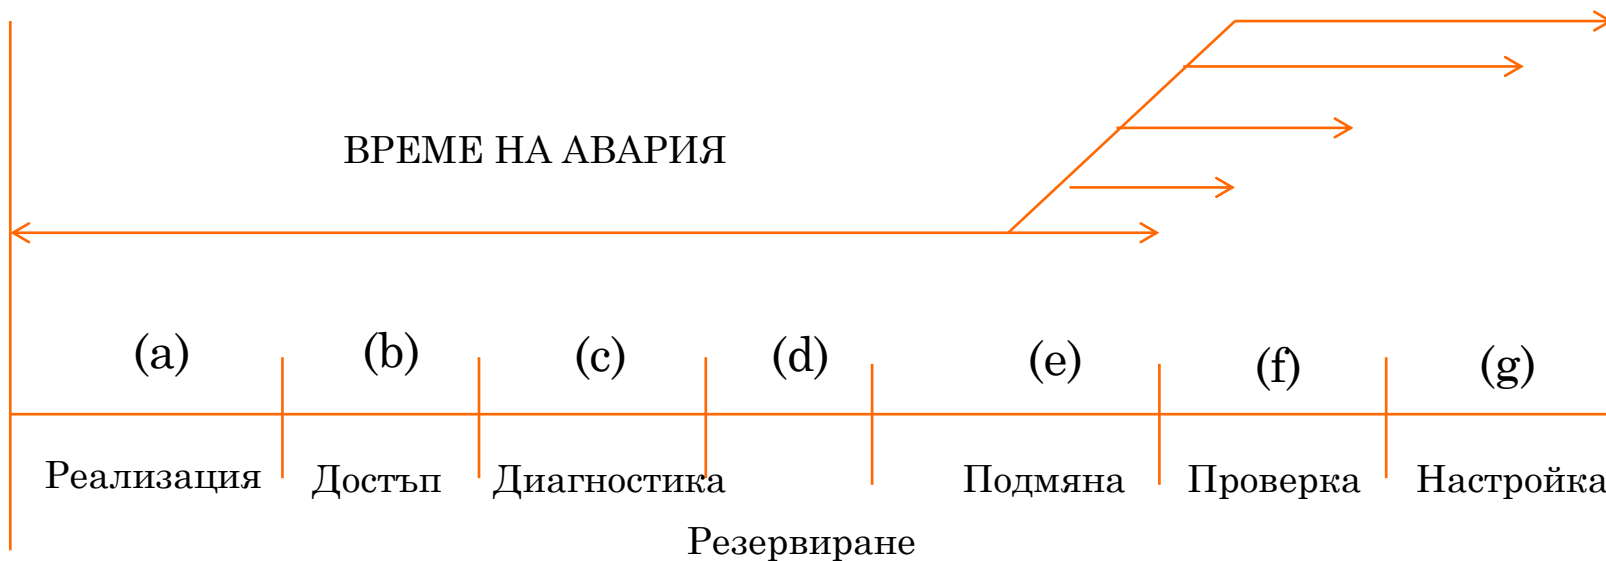 ВРЕМЕ НА АВАРИЯ
(a) (b) (c) (d) (e) (f) (g)
Реализация Достъп Диагностика Подмяна Проверка Настройка
Резервиране